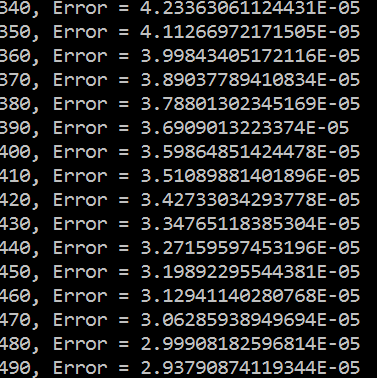 340, Error = 4.23363061124431E-05
350, Error = 4.11266972171505E-05
360, Error = 3.99843405172116E-05
370, Error = 3.89037789410834E-05
380, Error = 3.78801302345169E-05
390, Error = 3.6909013223374E-05
400, Error = 3.59864851424478E-05
410, Error = 3.51089881401896E-05
420, Error = 3.42733034293778E-05
430, Error = 3.34765118385304E-05
440, Error = 3.27159597453196E-05
450, Error = 3.19892295544381E-05
460, Error = 3.12941140280768E-05
470, Error = 3.06285938949694E-05
480, Error = 2.99908182596814E-05
490, Error = 2.93790874119344E-05